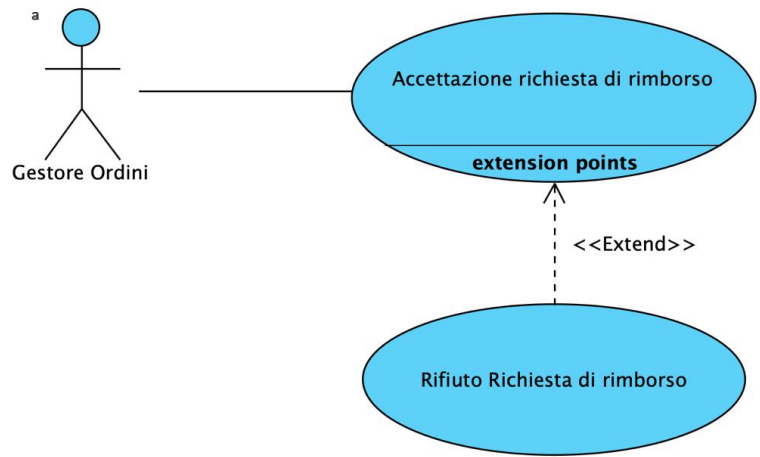 a
Gestore Ordini
Accettazione richiesta di rimborso
extension points
<<Extend>>
Rifiuto Richiesta di rimborso